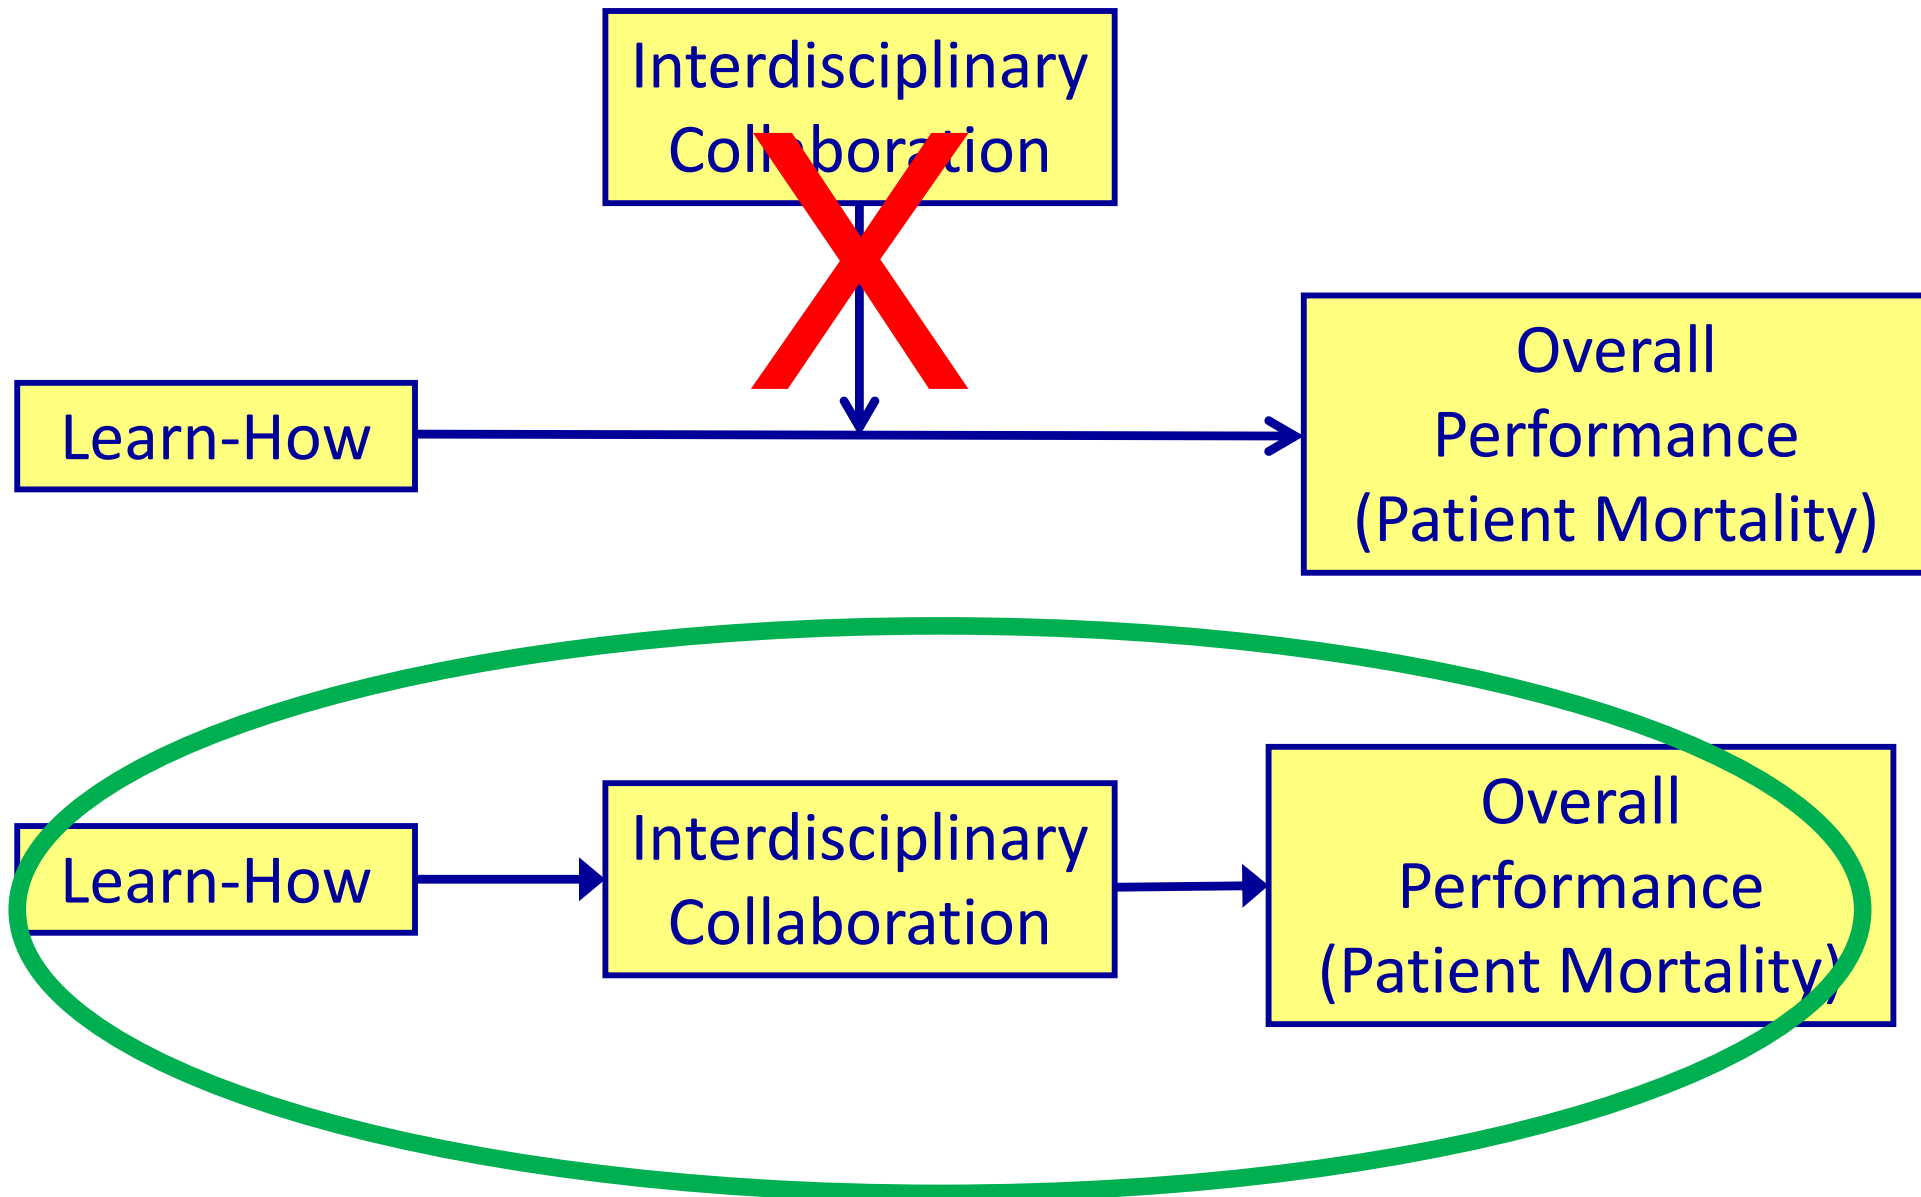 Interdisciplinary
Collaboration
X
Learn-How
Overall
Performance
(Patient Mortality)
Learn-How
Interdisciplinary
Collaboration
Overall
Performance
(Patient Mortality)